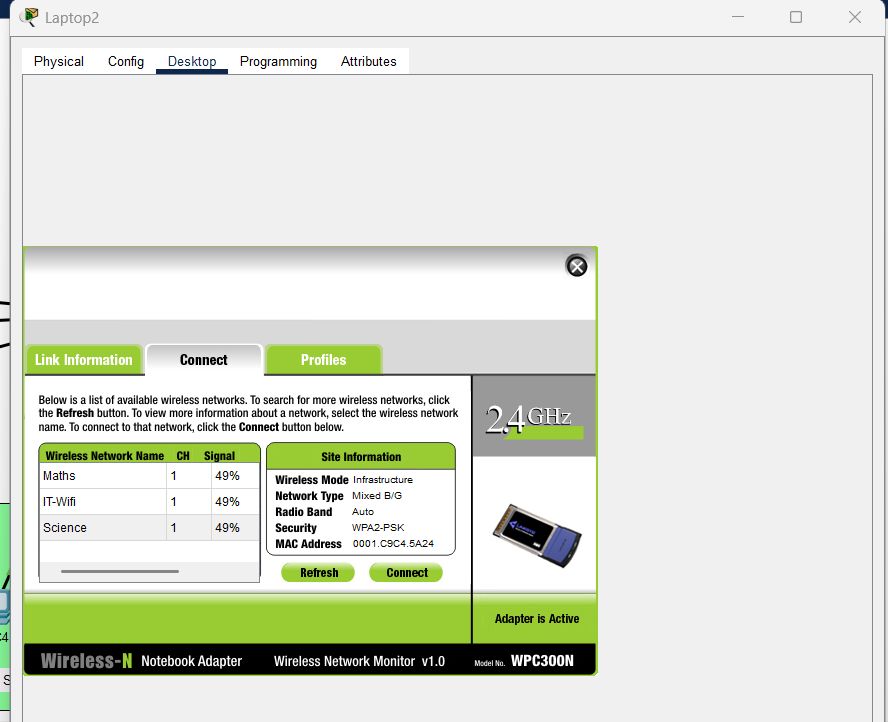 Laptop2
Physical Config Desktop Programming Attributes
Link Information Connect Profiles
Below is a list of available wireless networks. To search for more wireless networks, click
the Refresh button. To view more information about a network, select the wireless network
name. To connect to that network, click the Connect button below.
2.4GHz
Wireless Network Name CH Signal
Maths 1 49%
IT-Wifi 1 49%
Science 1 49%
Site Information
Wireless Mode Infrastructure
Network Type Mixed B/G
Radio Band Auto
Security WPA2-PSK
MAC Address 0001.C9C4.5A24
Refresh Connect
Adapter is Active
Wireless-N Notebook Adapter Wireless Network Monitor v1.0 Model No. WPC300N